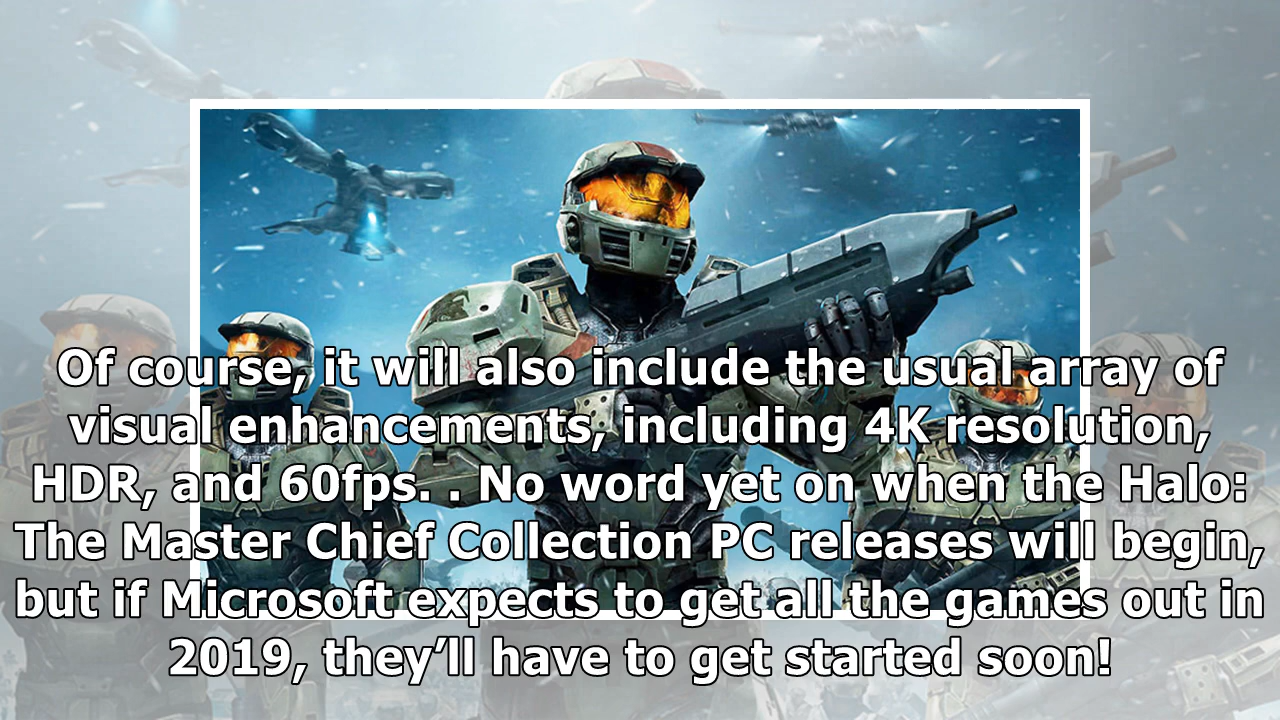 Of course, it will also include the usual array of
visual enhancements, including 4K resolution,
HDR, and 60fps. . No word yet on when the Halo:
The Master Chief Collection PC releases will begin,
but if Microsoft expects to get all the games out in
2019, they’ll have to get started soon!